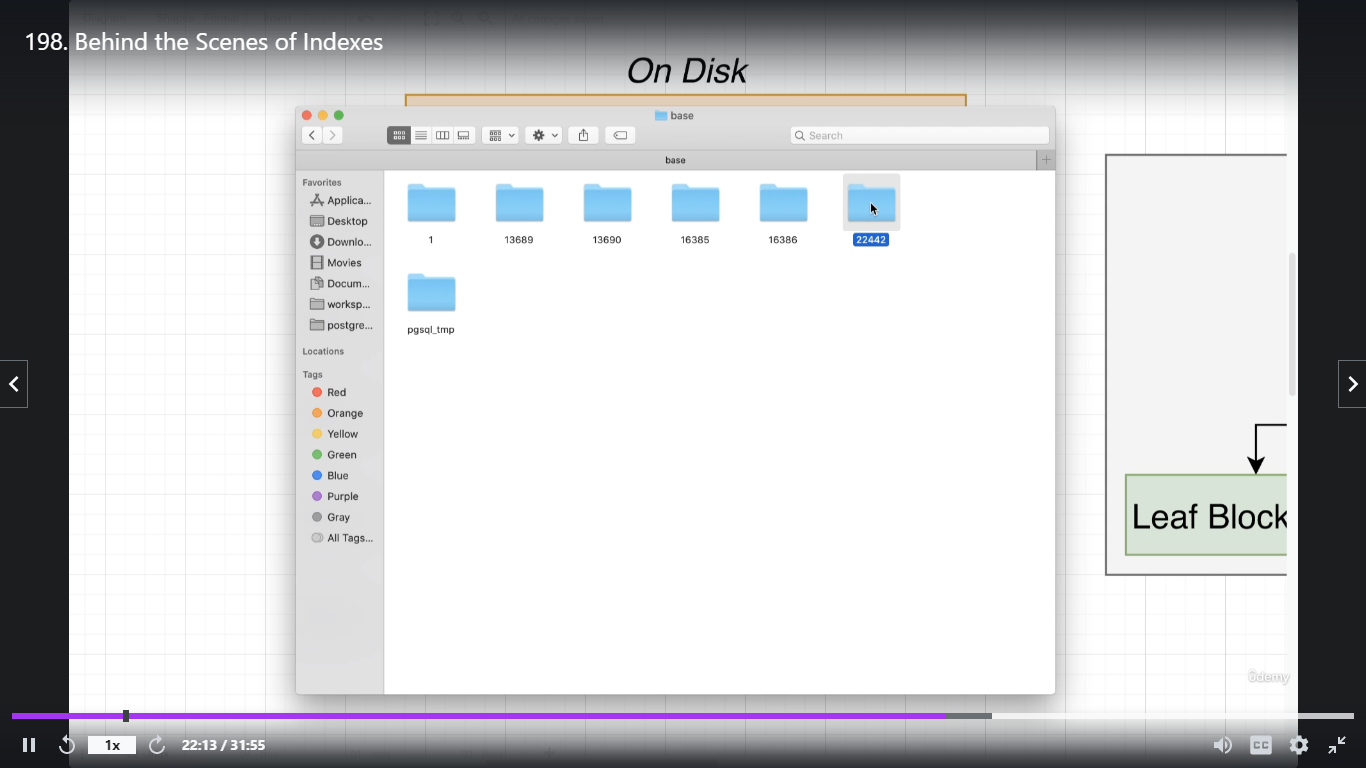 198. Behind the Scenes of Indexes
On Disk
base
Search
base
Favorites
Applica...
Desktop
Downlo...
Movies
Docum...
worksp...
postgre...
Locations
Tags
Red
Orange
Yellow
Green
Blue
Purple
Gray
All Tags...
1
13689
13690
16385
16386
22442
pgsql_tmp
Leaf Block
ûdemy
1x
22:13 / 31:55
CC